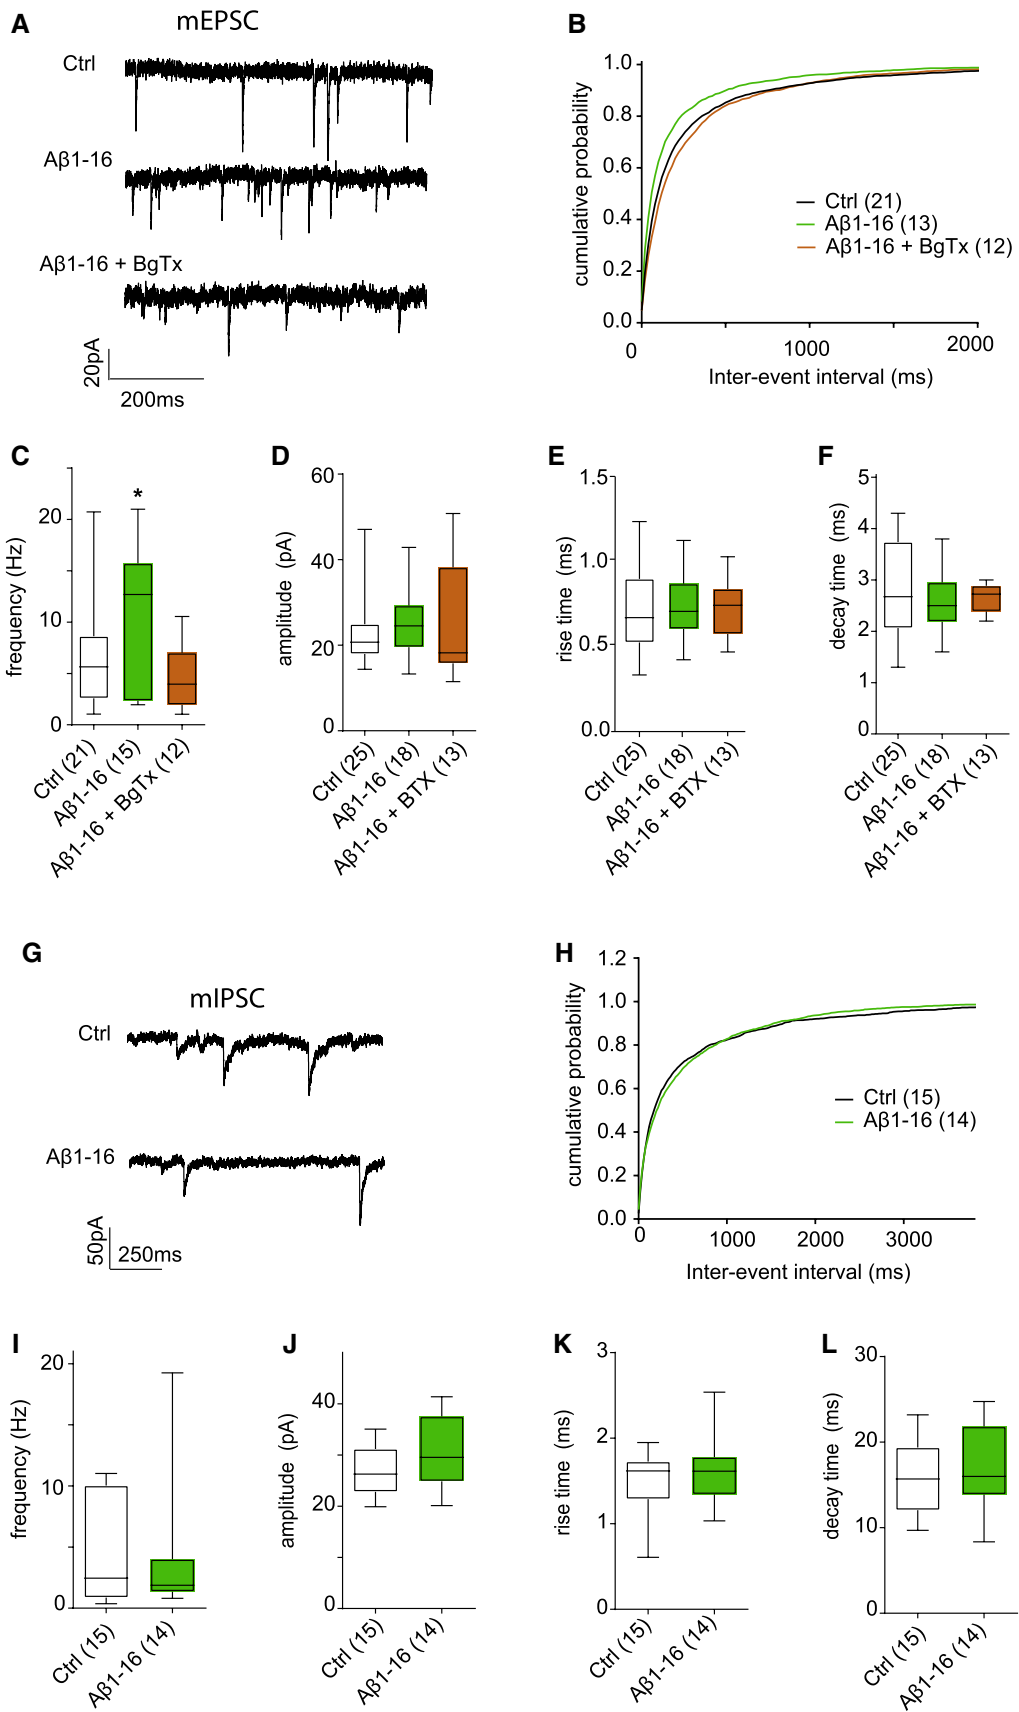 A
mEPSC
Ctrl
Aβ1-16
Aβ1-16 + BgTx
20pA
200ms
B
cumulative probability
1.0
0.8
0.6
0.4
0.2
0.0
0
1000
2000
Inter-event interval (ms)
Ctrl (21)
Aβ1-16 (13)
Aβ1-16 + BgTx (12)
C
frequency (Hz)
20
10
0
*
Ctrl (21)
Aβ1-16 (15)
Aβ1-16 + BgTx (12)
D
amplitude (pA)
60
40
20
0
Ctrl (25)
Aβ1-16 (18)
Aβ1-16 + BTX (13)
E
rise time (ms)
1.5
1.0
0.5
0.0
Ctrl (25)
Aβ1-16 (18)
Aβ1-16 + BTX (13)
F
decay time (ms)
5
4
3
2
1
0
Ctrl (25)
Aβ1-16 (18)
Aβ1-16 + BTX (13)
G
mIPSC
Ctrl
Aβ1-16
50pA
250ms
H
cumulative probability
1.2
1.0
0.8
0.6
0.4
0.2
0.0
0
1000
2000
3000
Inter-event interval (ms)
Ctrl (15)
Aβ1-16 (14)
I
frequency (Hz)
20
10
0
Ctrl (15)
Aβ1-16 (14)
J
amplitude (pA)
40
20
0
Ctrl (15)
Aβ1-16 (14)
K
rise time (ms)
3
2
1
0
Ctrl (15)
Aβ1-16 (14)
L
decay time (ms)
30
20
10
0
Ctrl (15)
Aβ1-16 (14)